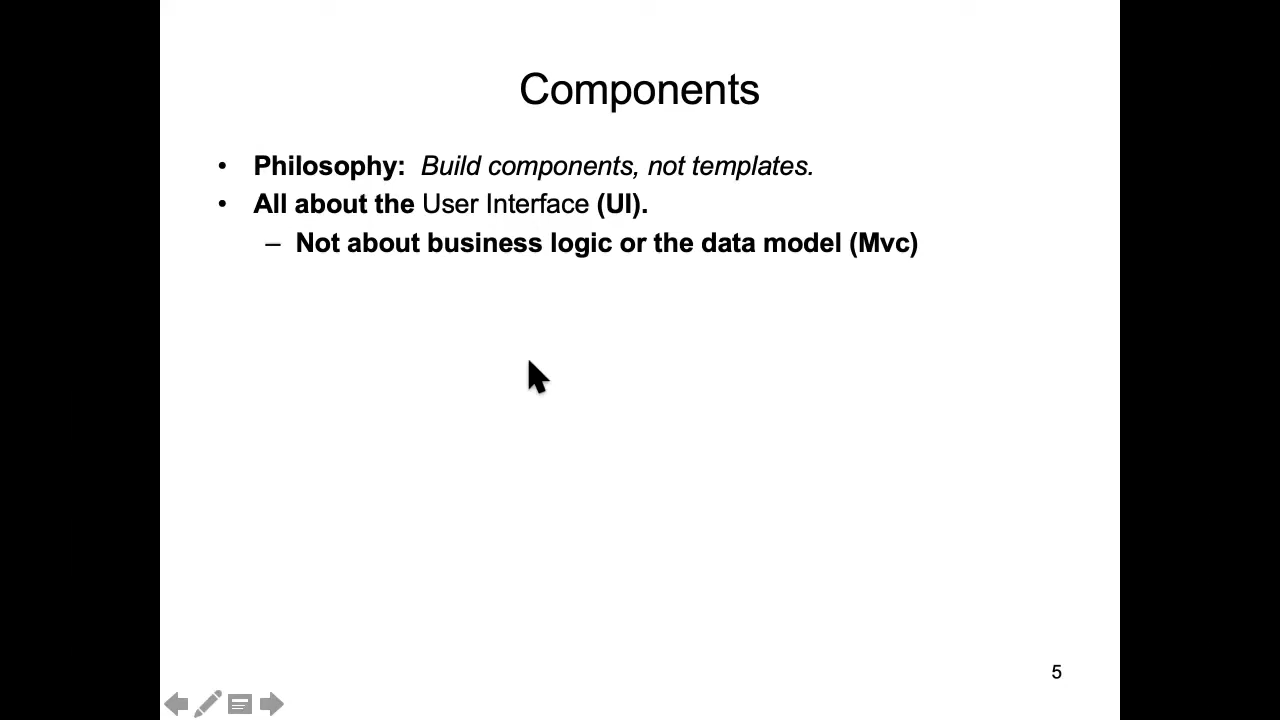 Components
• Philosophy: Build components, not templates.
• All about the User Interface (UI).
– Not about business logic or the data model (Mvc)
5